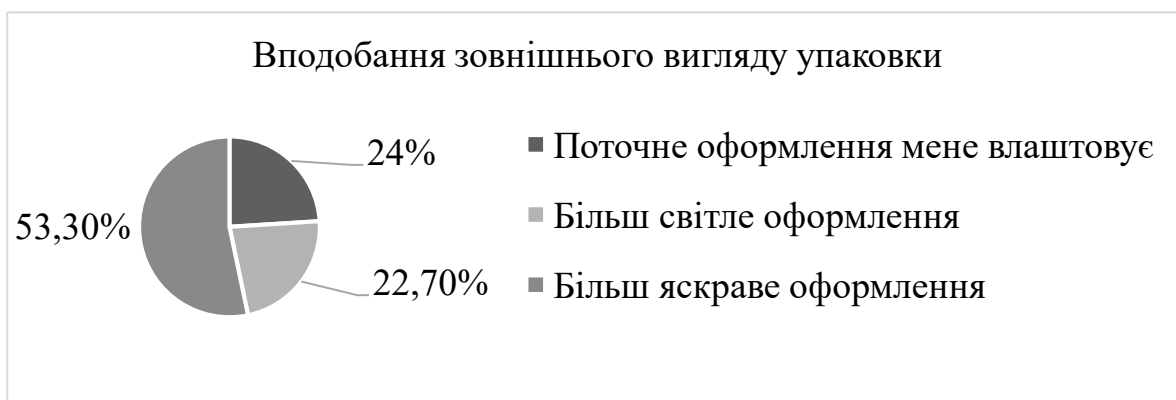 Вподобання зовнішнього вигляду упаковки
24%
Поточне оформлення мене влаштовує
53,30%
Більш світле оформлення
22,70%
Більш яскраве оформлення